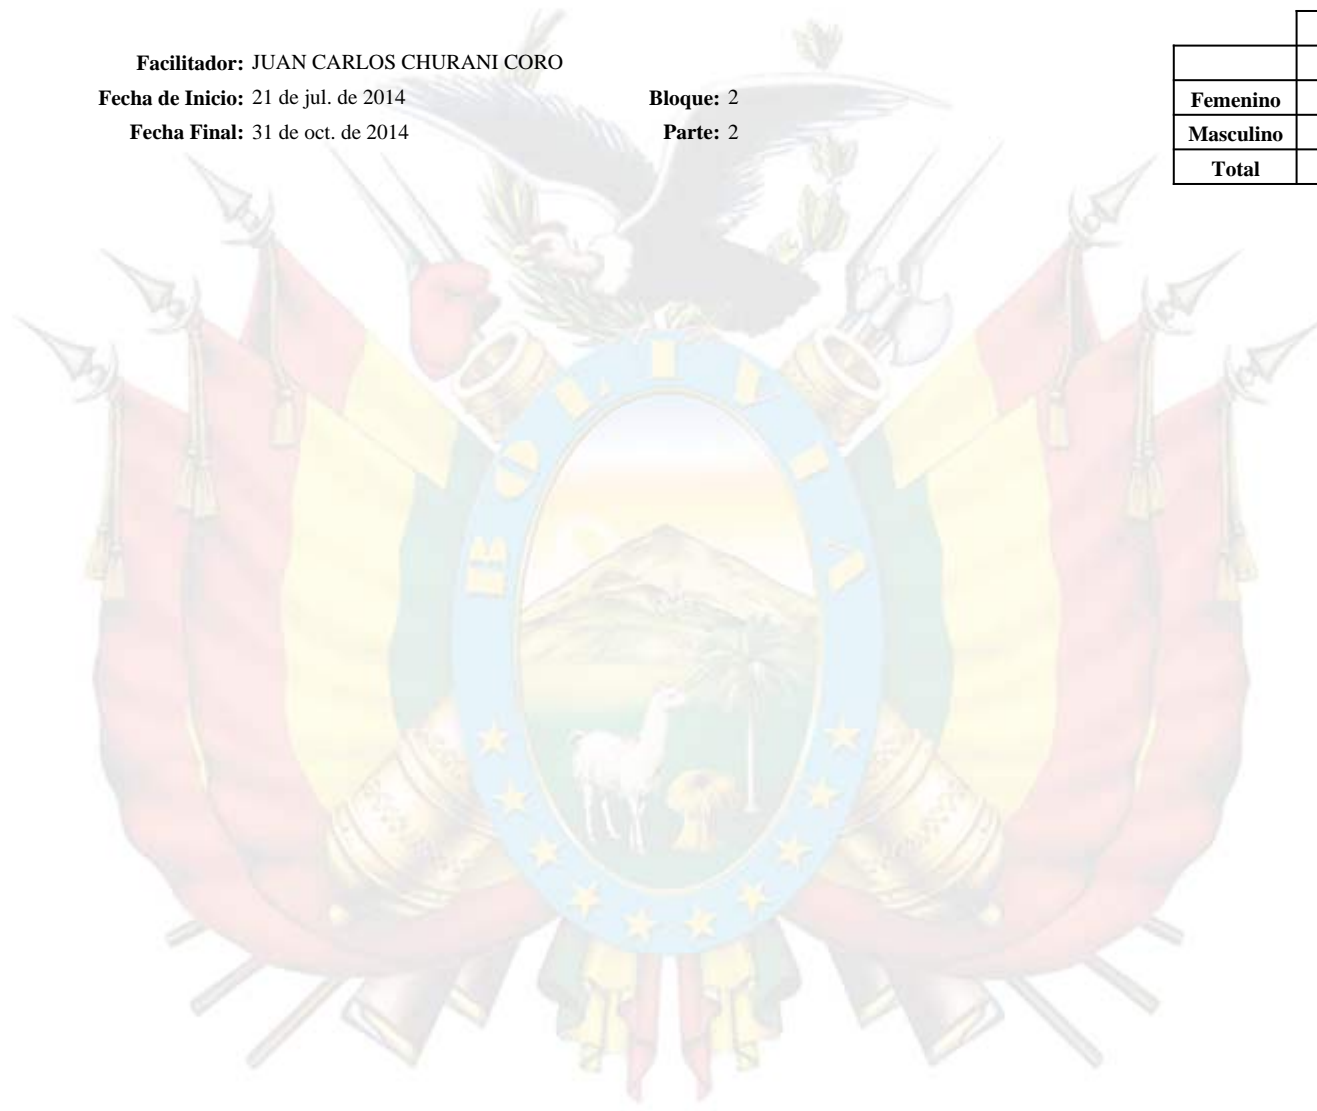 Facilitador: JUAN CARLOS CHURANI CORO
Fecha de Inicio: 21 de jul. de 2014 Bloque: 2
Fecha Final: 31 de oct. de 2014 Parte: 2
Femenino
Masculino
Total
BOLIVIA